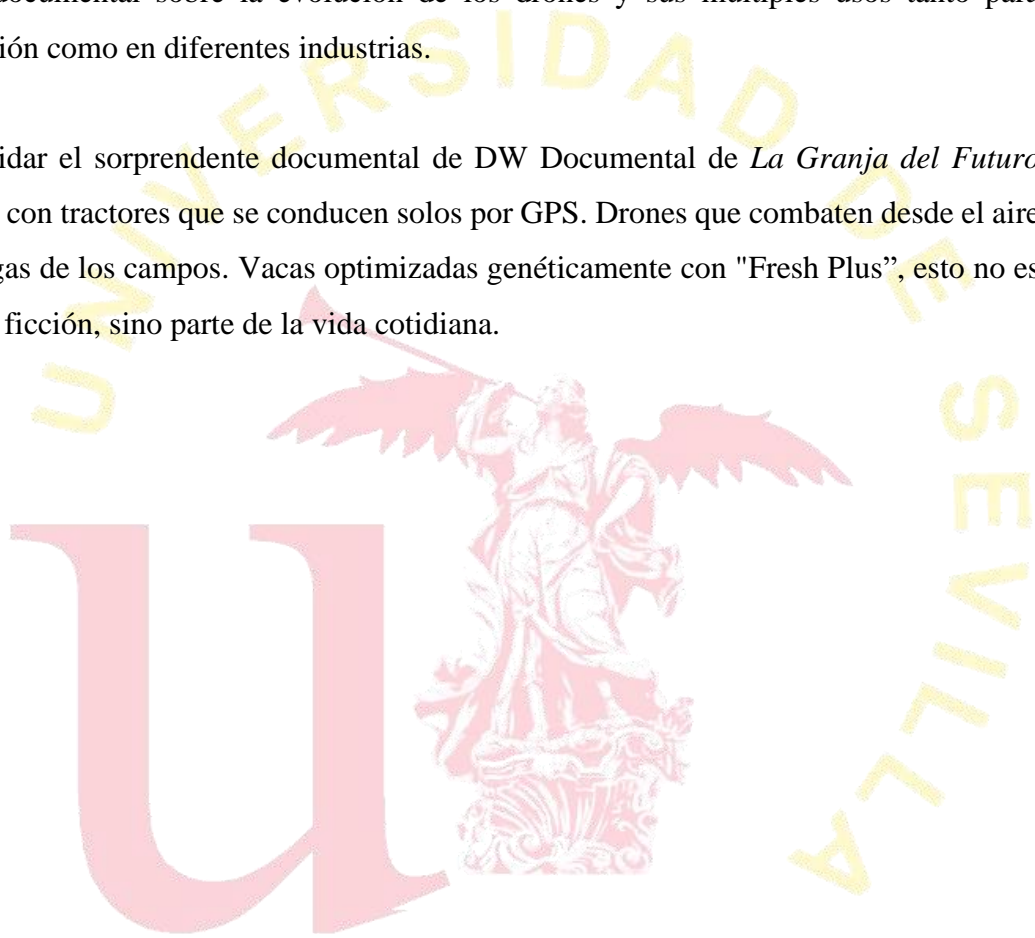 documental sobre la evolución de los drones y sus múltiples usos tanto para
ión como en diferentes industrias.
idar el sorprendente documental de DW Documental de La Granja del Futuro
con tractores que se conducen solos por GPS. Drones que combaten desde el aire
gas de los campos. Vacas optimizadas genéticamente con "Fresh Plus”, esto no es
ficción, sino parte de la vida cotidiana.
UNIVERSIDAD DE SEVILLA
u